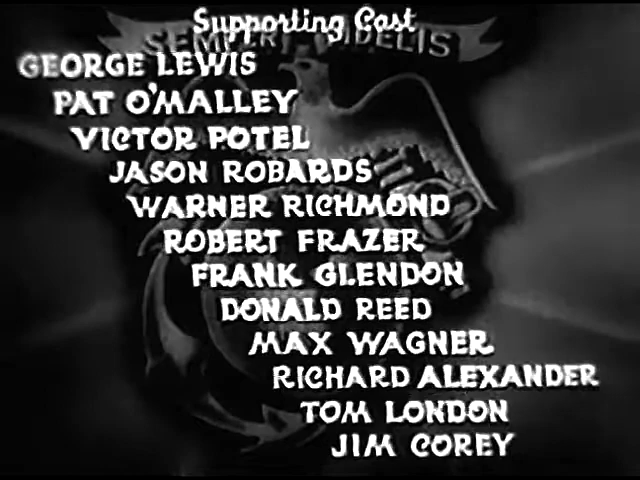 Supporting Cast
SEMPER FIDELIS
GEORGE LEWIS
PAT O'MALLEY
VICTOR POTEL
JASON ROBARDS
WARNER RICHMOND
ROBERT FRAZER
FRANK GLENDON
DONALD REED
MAX WAGNER
RICHARD ALEXANDER
TOM LONDON
JIM COREY